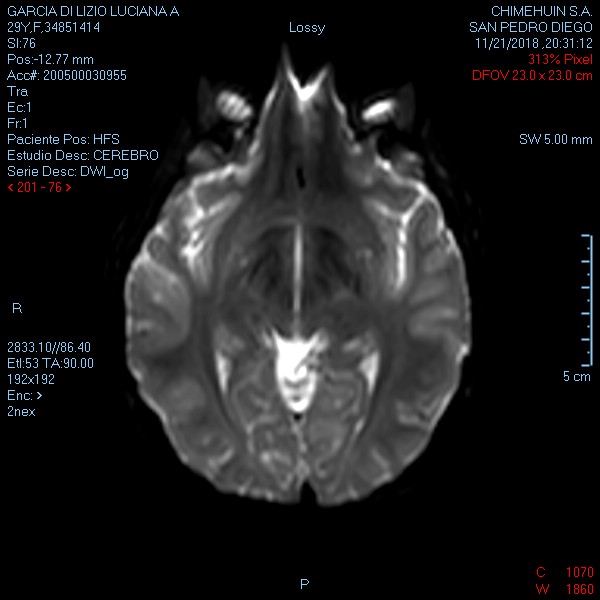 GARCIA DI LIZIO LUCIANA A
29Y,F,34851414
Sl:76
Pos:-12.77 mm
Acc#: 200500030955
Tra
Ec:1
Fr:1
Paciente Pos: HFS
Estudio Desc: CEREBRO
Serie Desc: DWI_og
< 201 - 76 >
Lossy
CHIMEHUIN S.A.
SAN PEDRO DIEGO
11/21/2018 ,20:31:12
313% Pixel
DFOV 23.0 x 23.0 cm
SW 5.00 mm
R
2833.10//86.40
Etl:53 TA:90.00
192x192
Enc: >
2nex
5 cm
P
C 1070
W 1860